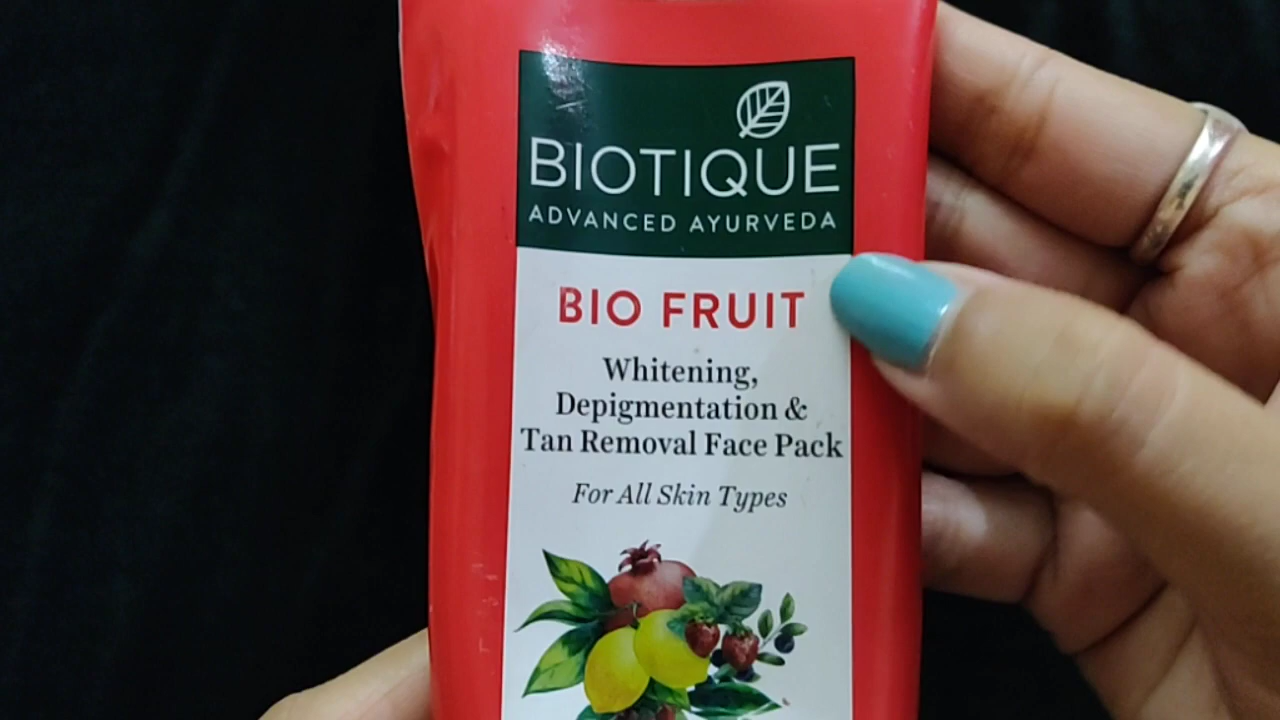 BIOTIQUE
ADVANCED AYURVEDA
BIO FRUIT
Whitening,
Depigmentation &
Tan Removal Face Pack
For All Skin Types